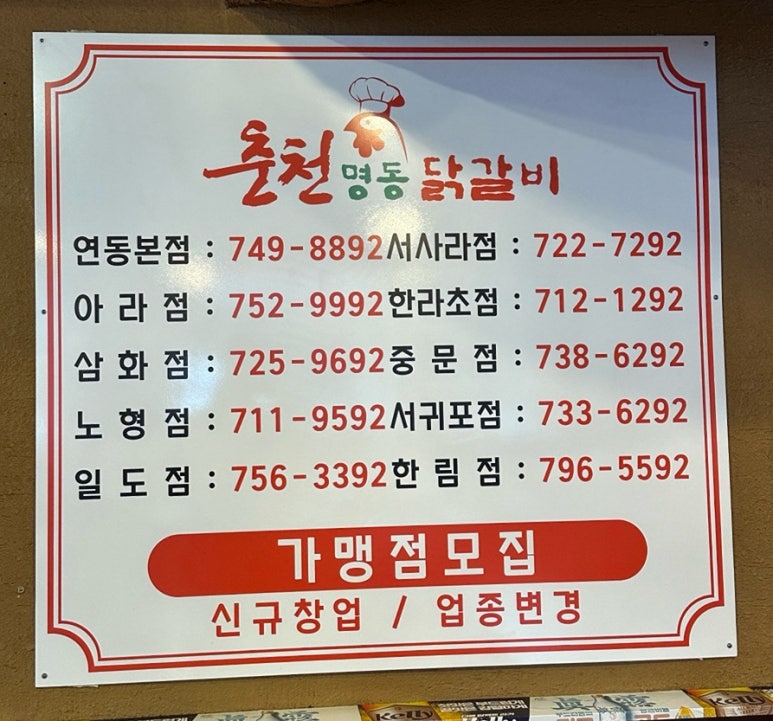 춘천명동닭갈비
연동본점 : 749-8892 서사라점 : 722-7292
아라점 : 752-9992 한라초점 : 712-1292
삼화점 : 725-9692 중문점 : 738-6292
노형점 : 711-9592 서귀포점 : 733-6292
일도점 : 756-3392 한림점 : 796-5592
가맹점모집
신규창업 / 업종변경
Kelly
Kelly